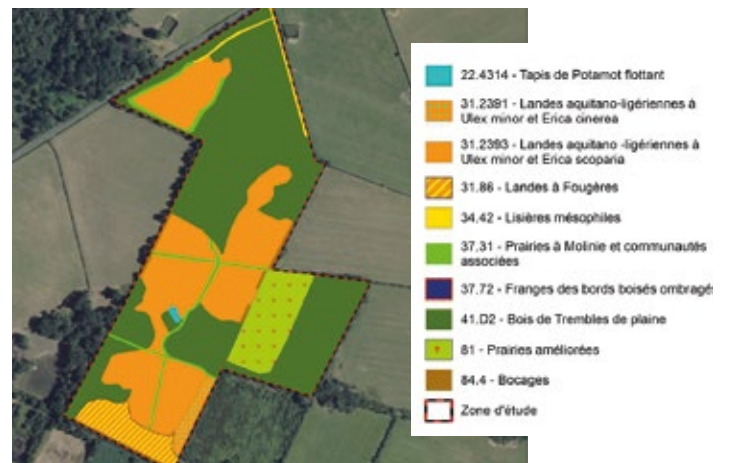 22.4314 - Tapis de Potamot flottant
31.2391 - Landes aquitano-ligériennes à
Ulex minor et Erica cinerea
31.2393 - Landes aquitano -ligériennes à
Ulex minor et Erica scoparia
31.86 - Landes à Fougères
34.42 - Lisières mésophiles
37.31 - Prairies à Molinie et communautés
associées
37.72 - Franges des bords boisés ombragés
41.D2 - Bois de Trembles de plaine
81 - Prairies améliorées
84.4 - Bocages
Zone d'étude